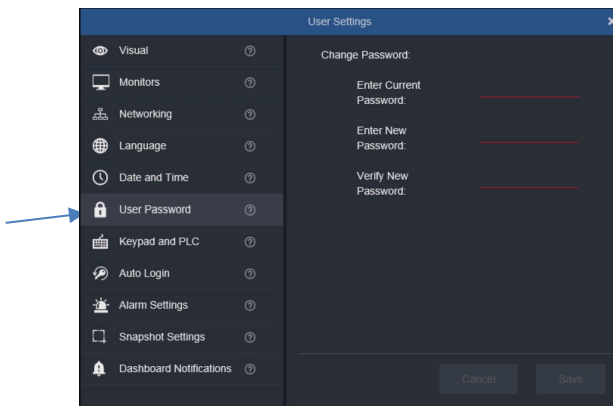 User Settings
Visual
Monitors
Networking
Language
Date and Time
User Password
Keypad and PLC
Auto Login
Alarm Settings
Snapshot Settings
Dashboard Notifications
Change Password:
Enter Current
Password:
Enter New
Password:
Verify New
Password:
Cancel
Save